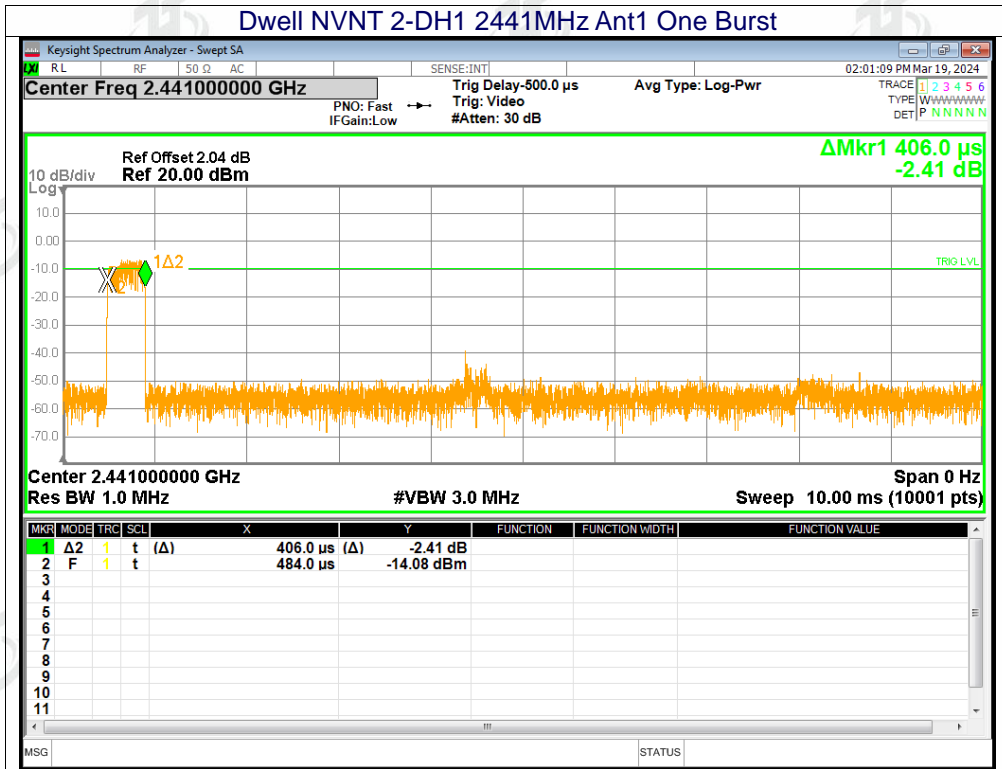 Dwell NVNT 2-DH1 2441MHz Ant1 One Burst
Keysight Spectrum Analyzer - Swept SA
LXI RL RF 50 Ω AC SENSE:INT 02:01:09 PM Mar 19, 2024
Center Freq 2.441000000 GHz
PNO: Fast
IFGain:Low
Trig Delay-500.0 µs
Trig: Video
#Atten: 30 dB
Avg Type: Log-Pwr
TRACE 1 2 3 4 5 6
TYPE WWWWWWW
DET P N N N N N
ΔMkr1 406.0 µs
-2.41 dB
Ref Offset 2.04 dB
10 dB/div Ref 20.00 dBm
Log
10.0
0.00
-10.0
-20.0
-30.0
-40.0
-50.0
-60.0
-70.0
1Δ2
2
TRIG LVL
Center 2.441000000 GHz Span 0 Hz
Res BW 1.0 MHz #VBW 3.0 MHz Sweep 10.00 ms (10001 pts)
MKR MODE TRC SCL X Y FUNCTION FUNCTION WIDTH FUNCTION VALUE
1 Δ2 1 t (Δ) 406.0 µs (Δ) -2.41 dB
2 F 1 t 484.0 µs -14.08 dBm
3
4
5
6
7
8
9
10
11
MSG STATUS